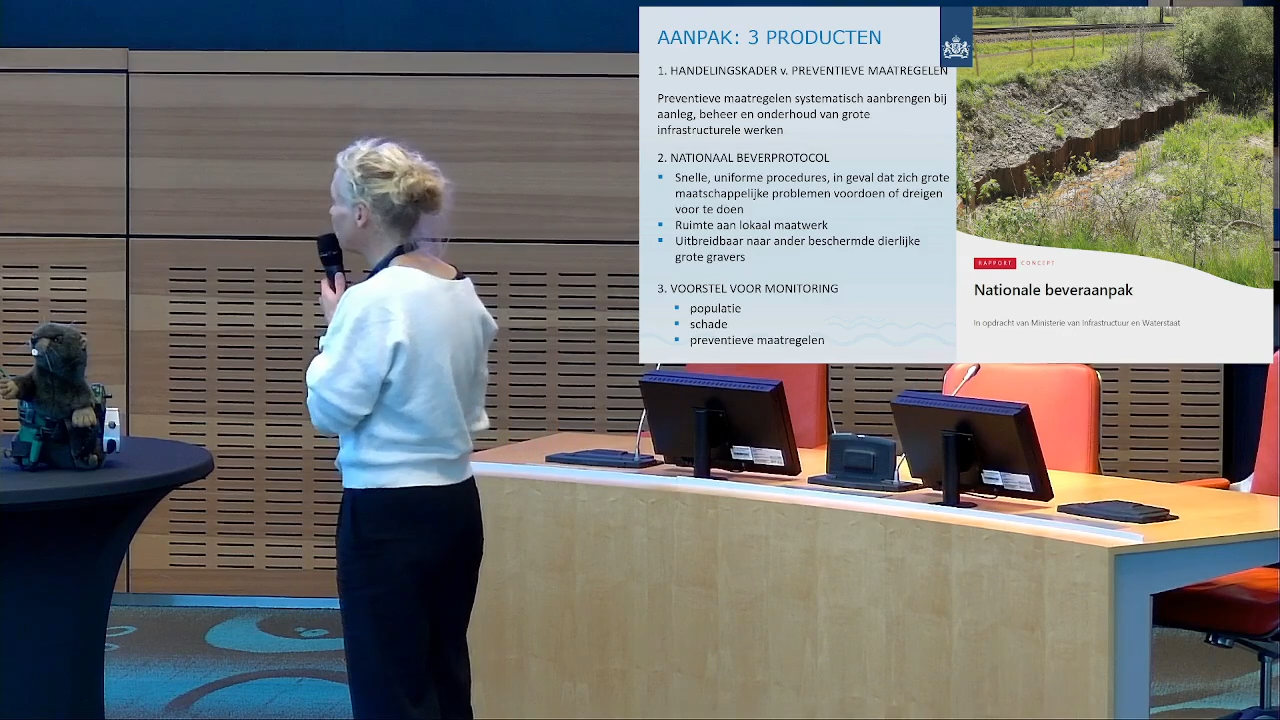 AANPAK: 3 PRODUCTEN
1. HANDELINGSKADER v. PREVENTIEVE MAATREGELEN
Preventieve maatregelen systematisch aanbrengen bij
aanleg, beheer en onderhoud van grote
infrastructurele werken
2. NATIONAAL BEVERPROTOCOL
Snelle, uniforme procedures, in geval dat zich grote
maatschappelijke problemen voordoen of dreigen
voor te doen
Ruimte aan lokaal maatwerk
Uitbreidbaar naar ander beschermde dierlijke
grote gravers
3. VOORSTEL VOOR MONITORING
populatie
schade
preventieve maatregelen
RAPPORT CONCEPT
Nationale beveraanpak
In opdracht van Ministerie van Infrastructuur en Waterstaat